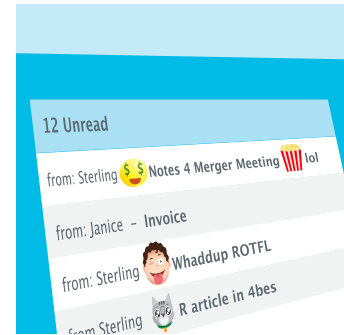 12 Unread
from: Sterling 🤑 Notes 4 Merger Meeting 🍿 lol
from: Janice - Invoice
from: Sterling 😜 Whaddup ROTFL
from: Sterling 🐱 R article in 4bes